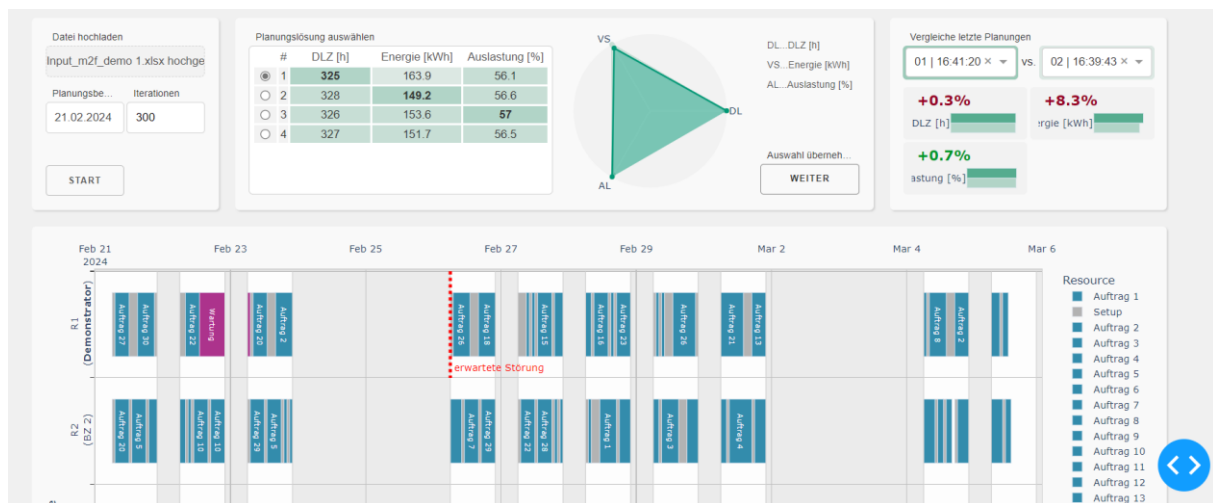 Datei hochladen
Input_m2f_demo 1.xlsx hochge
Planungsbe... Iterationen
21.02.2024 300
START
Planungslösung auswählen
# DLZ [h] Energie [kWh] Auslastung [%]
1 325 163.9 56.1
2 328 149.2 56.6
3 326 153.6 57
4 327 151.7 56.5
VS
DL
AL
DL...DLZ [h]
VS...Energie [kWh]
AL...Auslastung [%]
Auswahl überneh...
WEITER
Vergleiche letzte Planungen
01 | 16:41:20 × vs. 02 | 16:39:43 ×
+0.3% +8.3%
DLZ [h] ergie [kWh]
+0.7%
astung [%]
Feb 21 Feb 23 Feb 25 Feb 27 Feb 29 Mar 2 Mar 4 Mar 6
2024
R1
(Demonstrator)
Auftrag 27
Auftrag 30
Auftrag 22
Wartung
Auftrag 20
Auftrag 2
Auftrag 26
Auftrag 18
Auftrag 15
Auftrag 16
Auftrag 23
Auftrag 26
Auftrag 21
Auftrag 13
Auftrag 8
Auftrag 2
erwartete Störung
R2
(BZ 2)
Auftrag 20
Auftrag 5
Auftrag 10
Auftrag 10
Auftrag 29
Auftrag 5
Auftrag 7
Auftrag 29
Auftrag 22
Auftrag 28
Auftrag 1
Auftrag 3
Auftrag 4
Resource
Auftrag 1
Setup
Auftrag 2
Auftrag 3
Auftrag 4
Auftrag 5
Auftrag 6
Auftrag 7
Auftrag 8
Auftrag 9
Auftrag 10
Auftrag 11
Auftrag 12
Auftrag 13